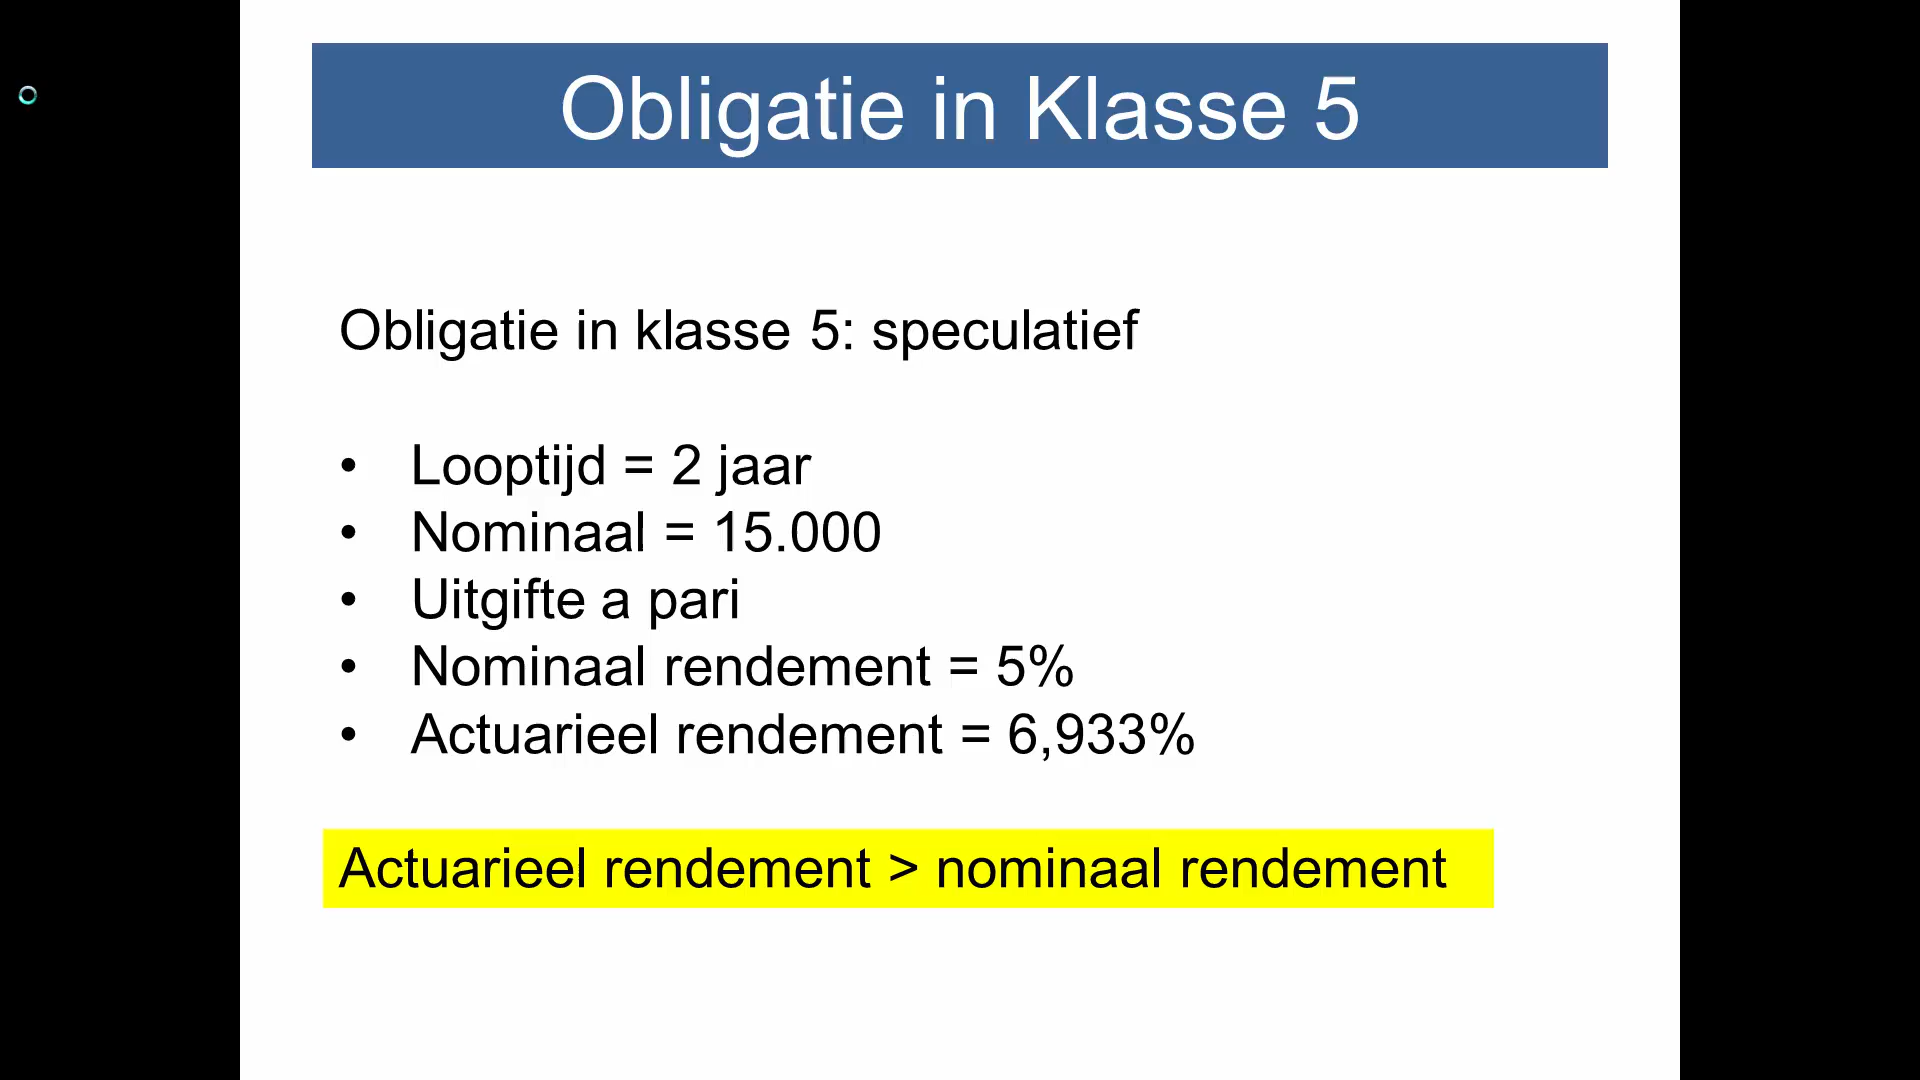 Obligatie in Klasse 5
Obligatie in klasse 5: speculatief
• Looptijd = 2 jaar
• Nominaal = 15.000
• Uitgifte a pari
• Nominaal rendement = 5%
• Actuarieel rendement = 6,933%
Actuarieel rendement > nominaal rendement